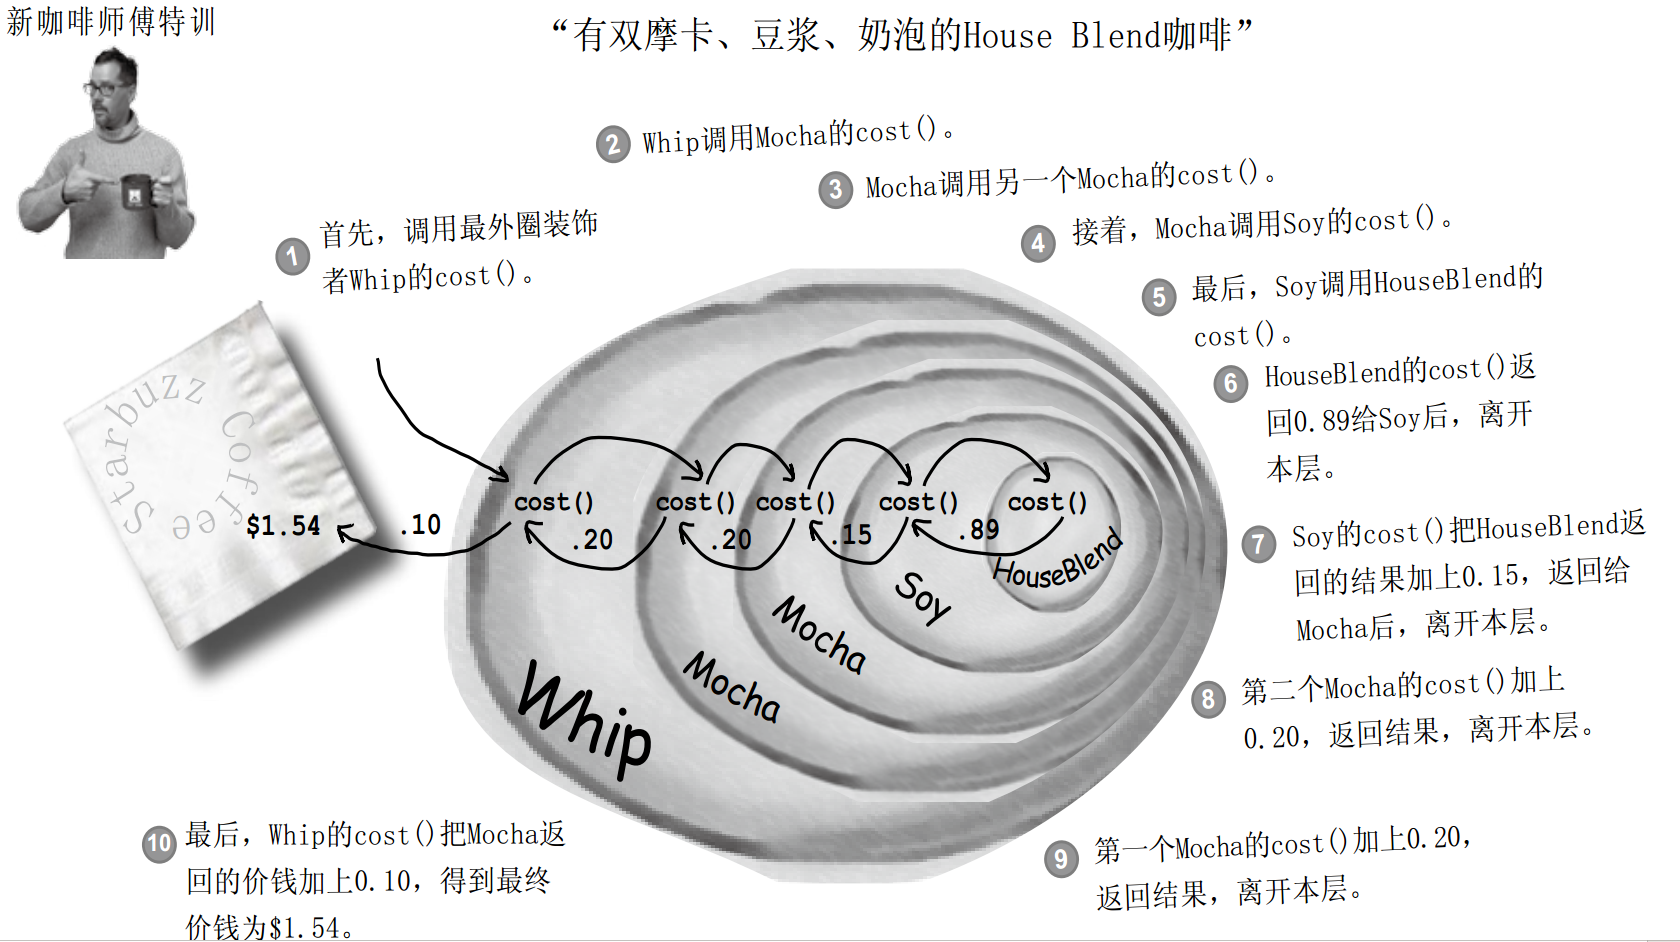 新咖啡师傅特训
“有双摩卡、豆浆、奶泡的House Blend咖啡”
1 首先，调用最外圈装饰
者Whip的cost()。
2 Whip调用Mocha的cost()。
3 Mocha调用另一个Mocha的cost()。
4 接着，Mocha调用Soy的cost()。
5 最后，Soy调用HouseBlend的
cost()。
6 HouseBlend的cost()返
回0.89给Soy后，离开
本层。
7 Soy的cost()把HouseBlend返
回的结果加上0.15，返回给
Mocha后，离开本层。
8 第二个Mocha的cost()加上
0.20，返回结果，离开本层。
9 第一个Mocha的cost()加上0.20，
返回结果，离开本层。
10 最后，Whip的cost()把Mocha返
回的价钱加上0.10，得到最终
价钱为$1.54。
Starbuzz Coffee
$1.54
.10
cost() cost() cost() cost() cost()
.20 .20 .15 .89
Whip
Mocha
Mocha
Soy
HouseBlend